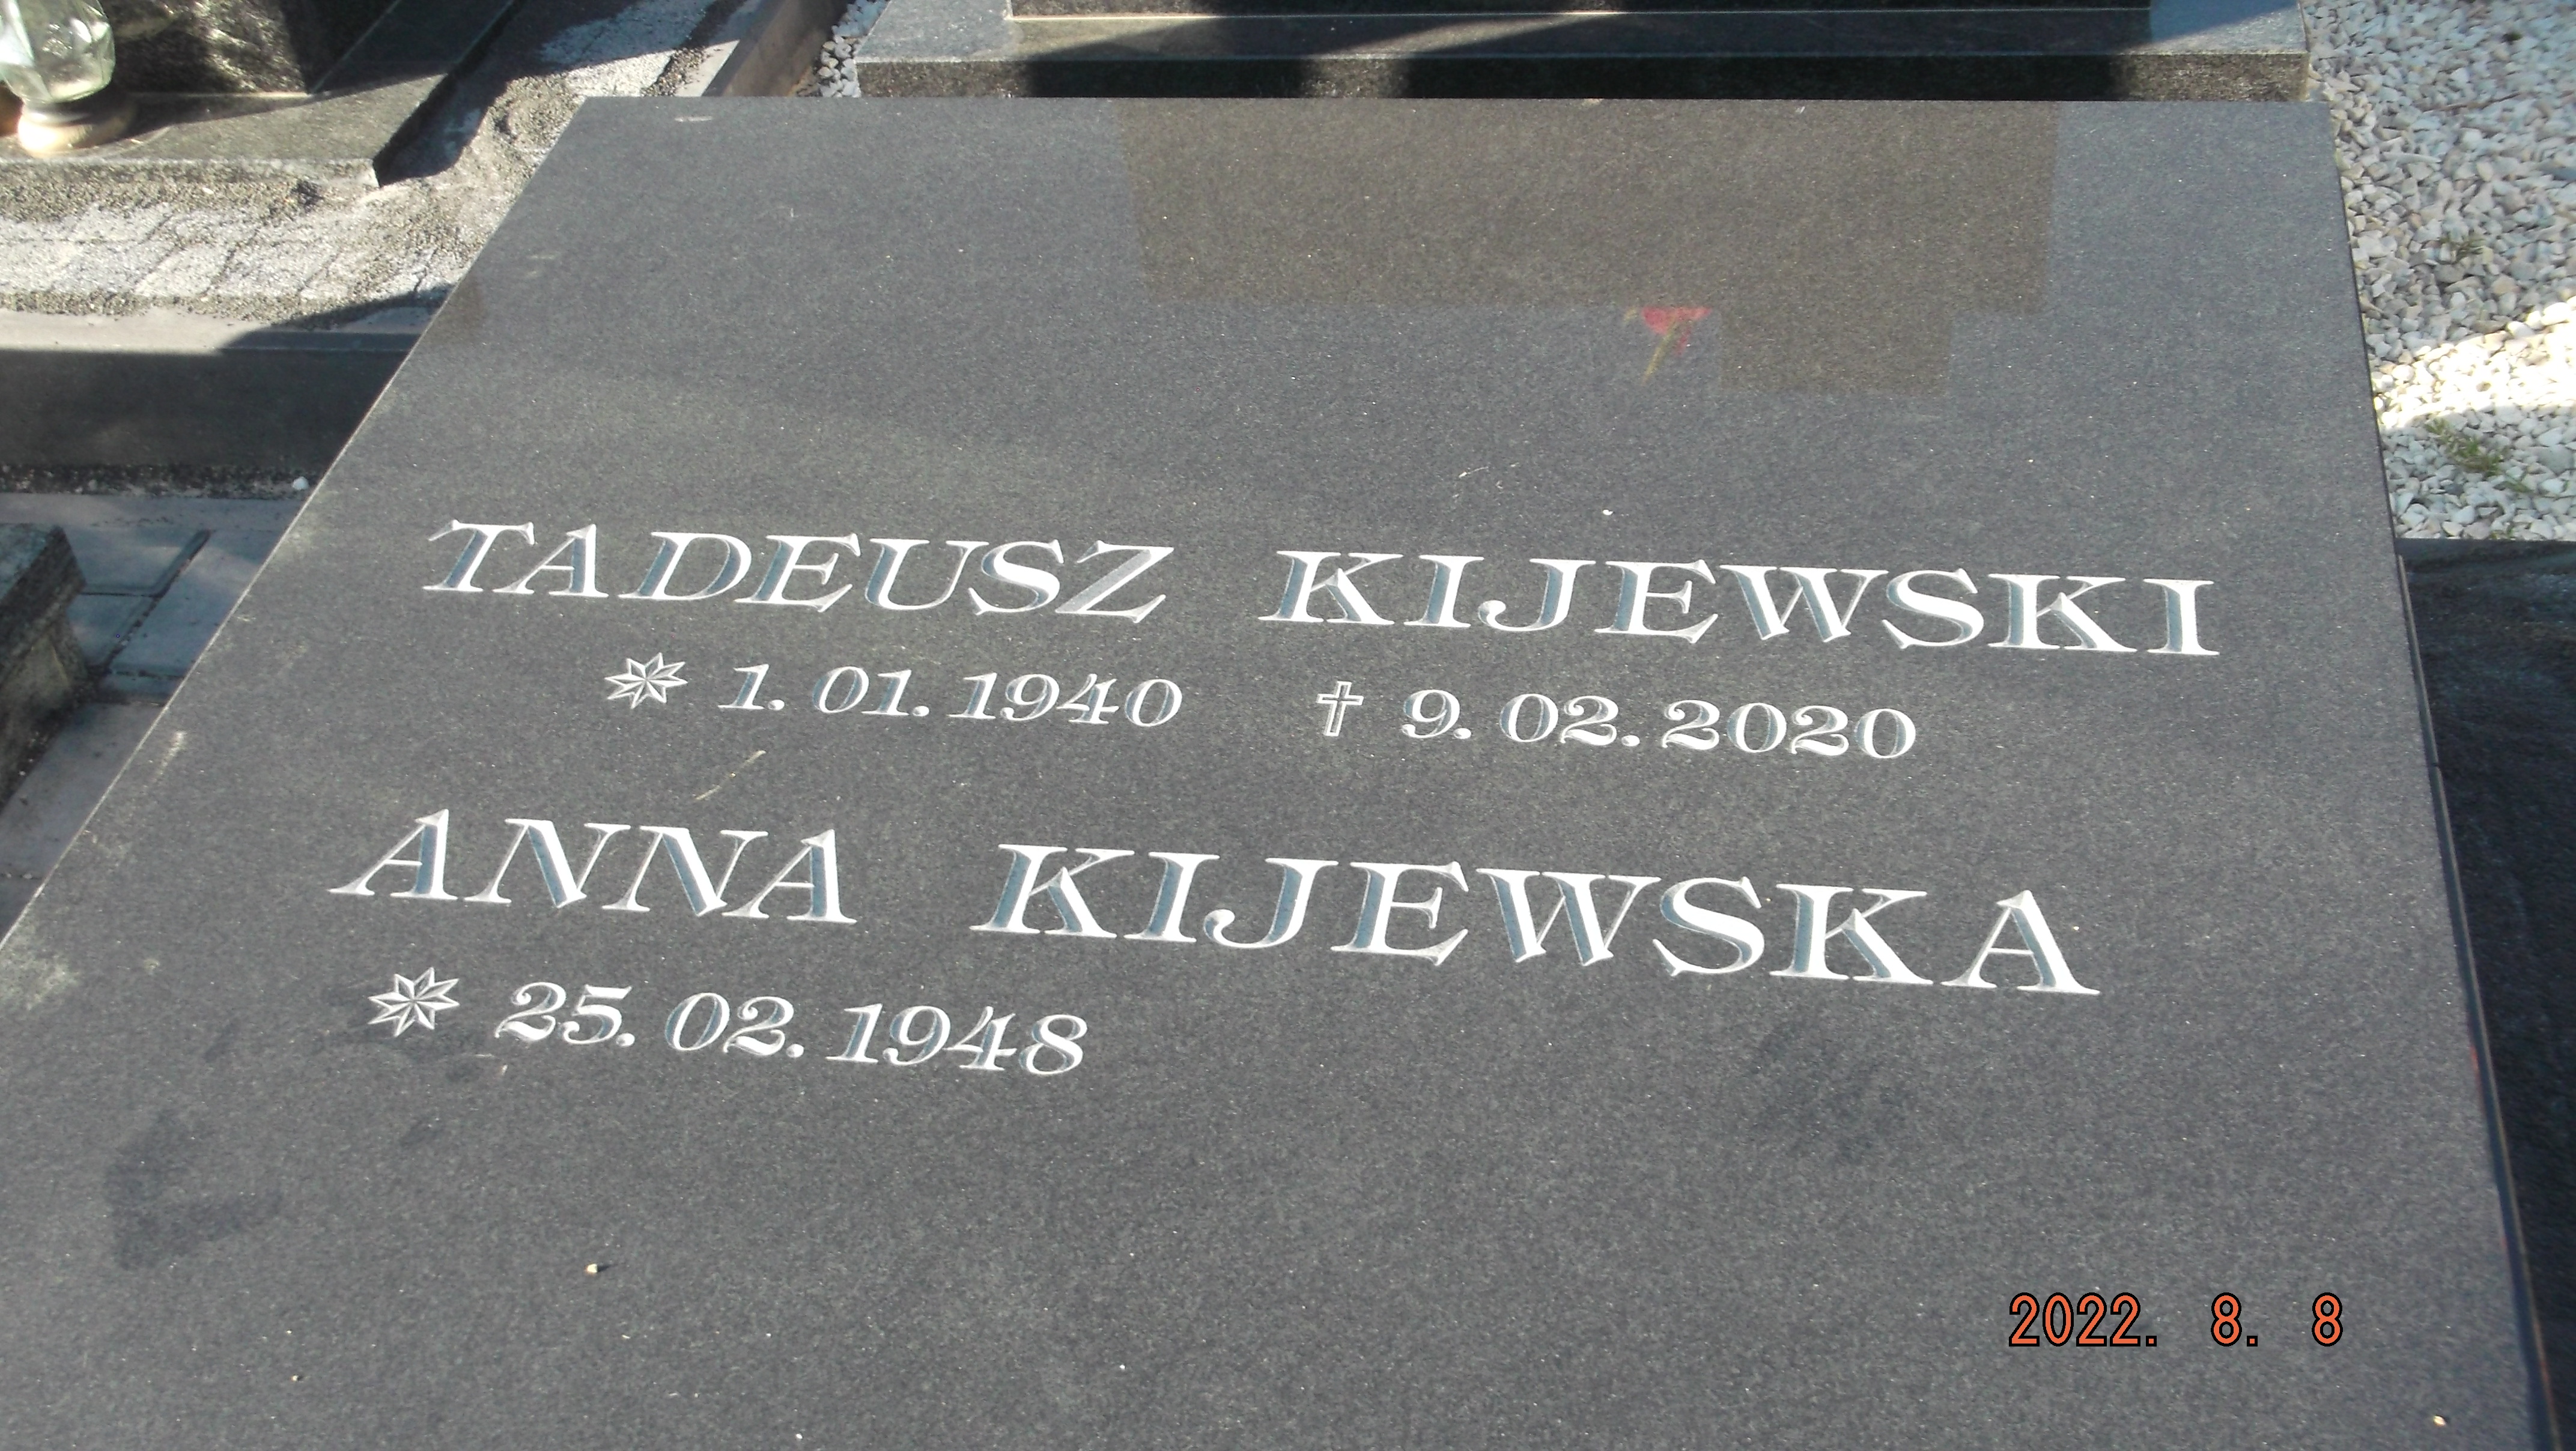 TADEUSZ KIJEWSKI
* 1. 01. 1940 † 9. 02. 2020
ANNA KIJEWSKA
* 25. 02. 1948
2022. 8. 8